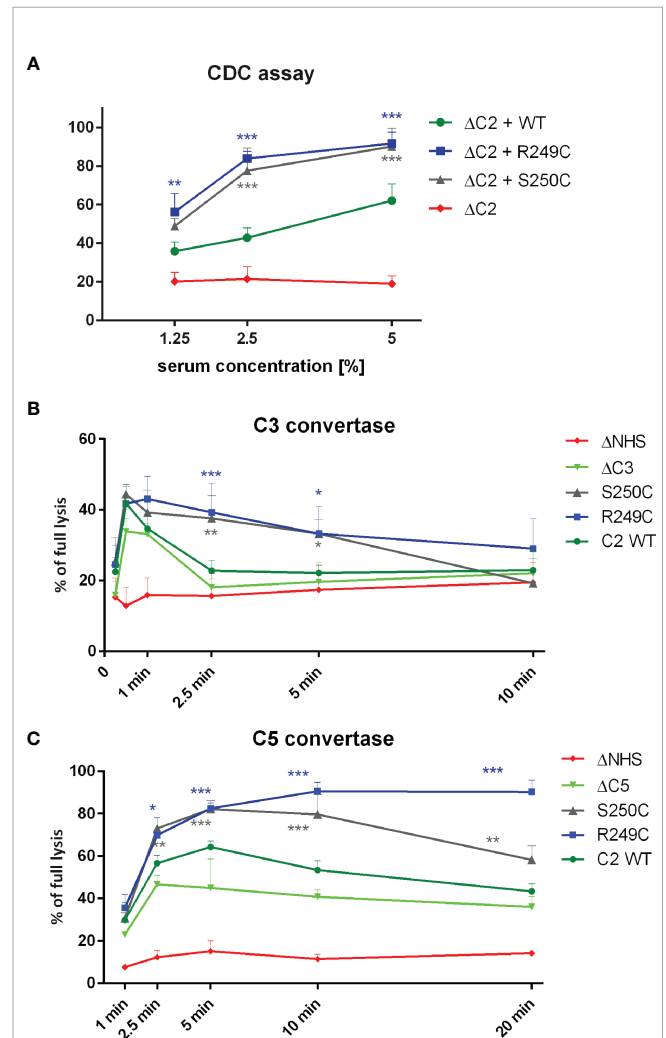 A
CDC assay
100
80
60
40
20
0
**
***
***
***
***
1.25
2.5
5
serum concentration [%]
ΔC2 + WT
ΔC2 + R249C
ΔC2 + S250C
ΔC2
B
C3 convertase
% of full lysis
60
40
20
0
***
**
*
*
0
1 min
2.5 min
5 min
10 min
ΔNHS
ΔC3
S250C
R249C
C2 WT
C
C5 convertase
% of full lysis
100
80
60
40
20
0
*
**
***
***
***
***
***
**
1 min
2.5 min
5 min
10 min
20 min
ΔNHS
ΔC5
S250C
R249C
C2 WT